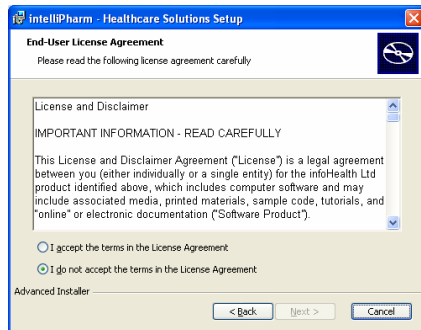 intelliPharm - Healthcare Solutions Setup
End-User License Agreement
Please read the following license agreement carefully
License and Disclaimer
IMPORTANT INFORMATION - READ CAREFULLY
This License and Disclaimer Agreement ("License") is a legal agreement
between you (either individually or a single entity) for the infoHealth Ltd
product identified above, which includes computer software and may
include associated media, printed materials, sample code, tutorials, and
"online" or electronic documentation ("Software Product").
I accept the terms in the License Agreement
I do not accept the terms in the License Agreement
Advanced Installer
< Back Next > Cancel